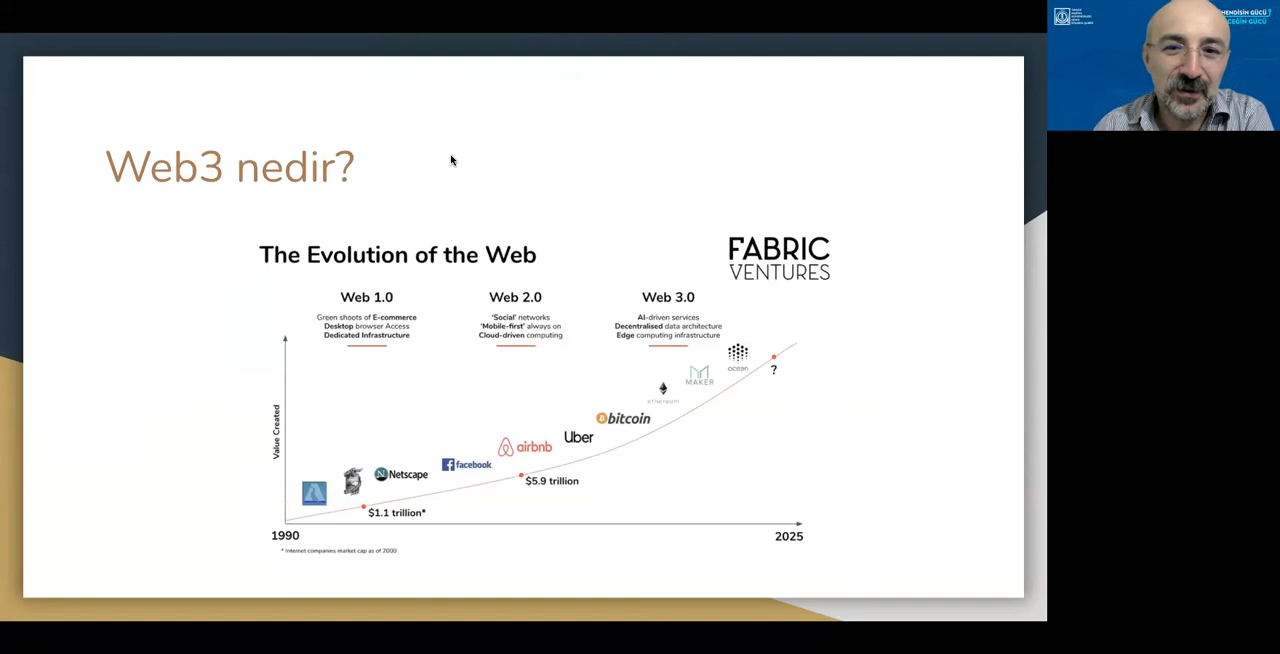 Web3 nedir?
The Evolution of the Web
FABRIC
VENTURES
Web 1.0
Green shoots of E-commerce
Desktop browser Access
Dedicated Infrastructure
Web 2.0
'Social' networks
'Mobile-first' always on
Cloud-driven computing
Web 3.0
AI-driven services
Decentralised data architecture
Edge computing infrastructure
Value Created
ocean
?
MAKER
ethereum
bitcoin
Uber
airbnb
facebook
Netscape
$5.9 trillion
$1.1 trillion*
1990
2025
* Internet companies market cap as of 2000